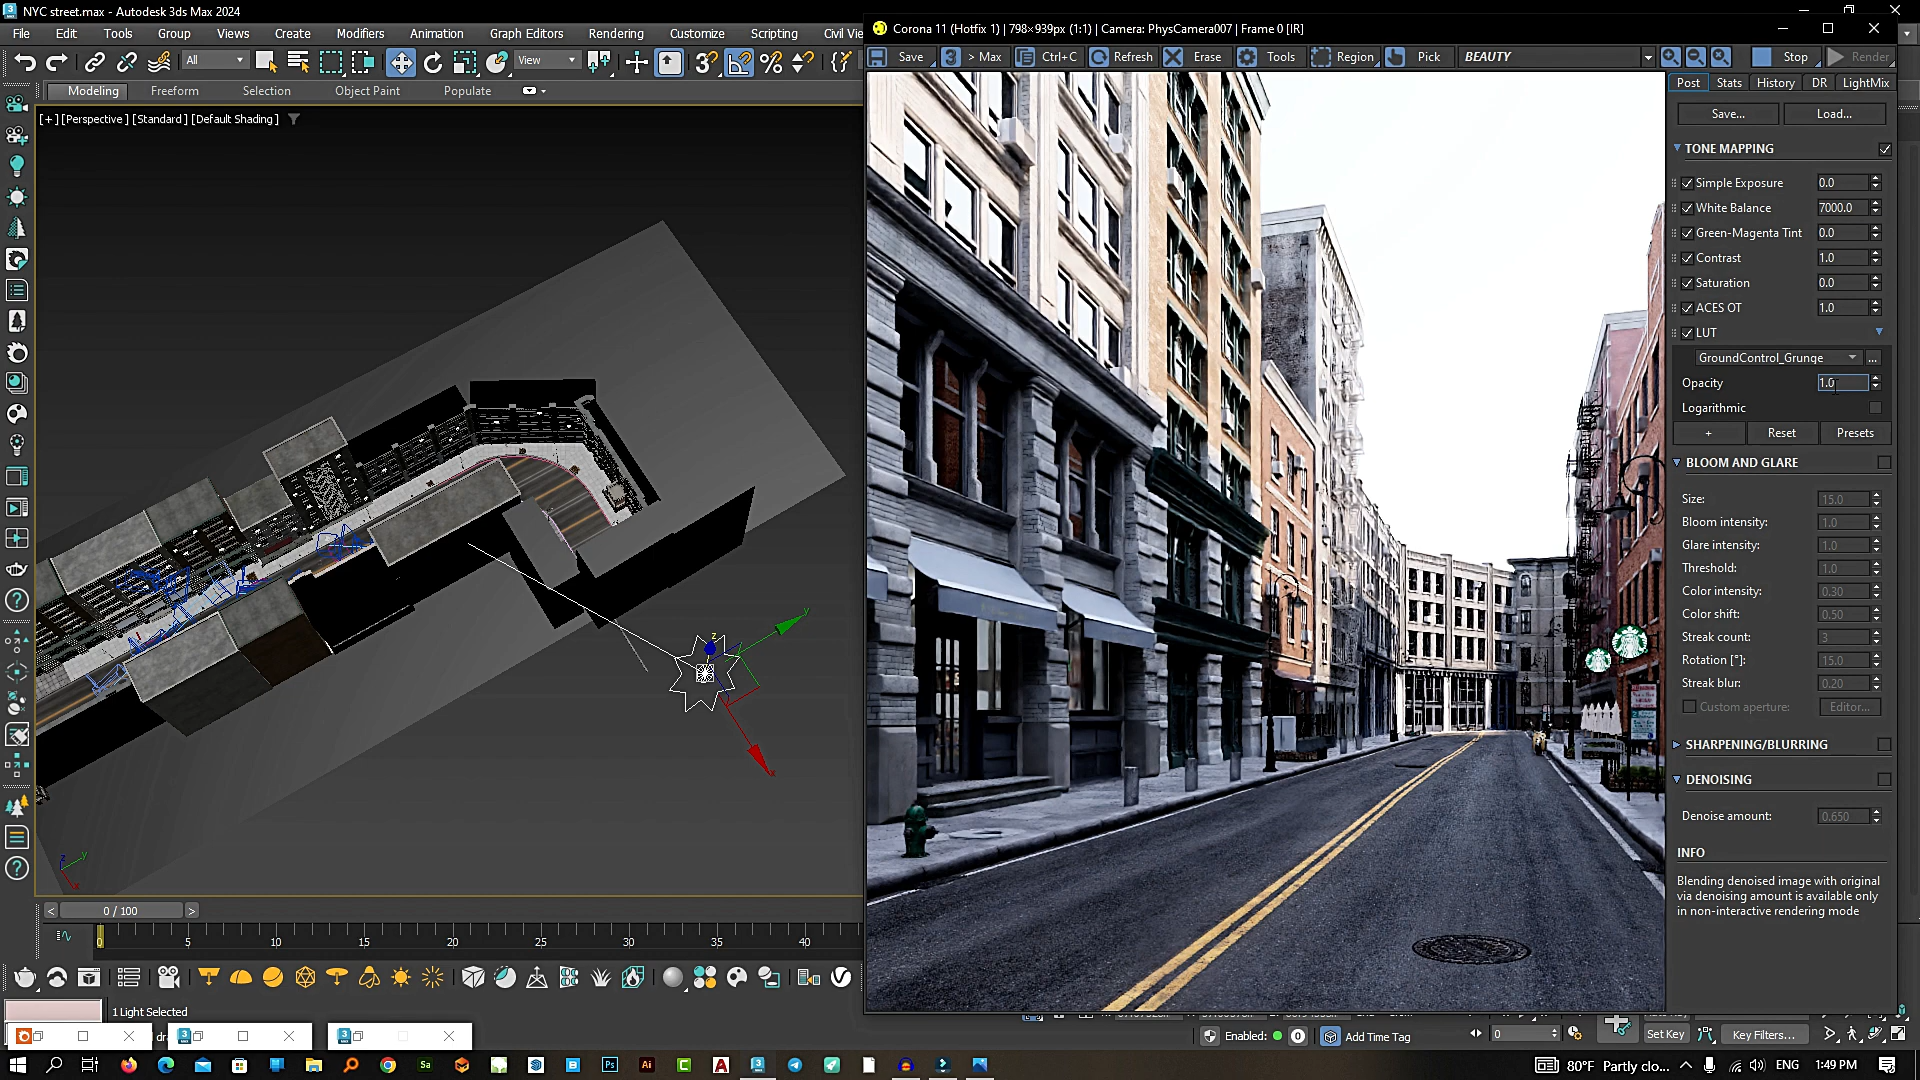 NYC street.max - Autodesk 3ds Max 2024
File Edit Tools Group Views Create Modifiers Animation Graph Editors Rendering Customize Scripting Civil Vie
All
View
Modeling Freeform Selection Object Paint Populate
[+] [Perspective] [Standard] [Default Shading]
Corona 11 (Hotfix 1) | 798×939px (1:1) | Camera: PhysCamera007 | Frame 0 [IR]
Save 3 > Max Ctrl+C Refresh Erase Tools Region Pick BEAUTY Stop Render
Post Stats History DR LightMix
Save... Load...
TONE MAPPING
Simple Exposure 0.0
White Balance 7000.0
Green-Magenta Tint 0.0
Contrast 1.0
Saturation 0.0
ACES OT 1.0
LUT
GroundControl_Grunge ...
Opacity 1.0
Logarithmic
+ Reset Presets
BLOOM AND GLARE
Size: 15.0
Bloom intensity: 1.0
Glare intensity: 1.0
Threshold: 1.0
Color intensity: 0.30
Color shift: 0.50
Streak count: 3
Rotation [°]: 15.0
Streak blur: 0.20
Custom aperture: Editor...
SHARPENING/BLURRING
DENOISING
Denoise amount: 0.650
INFO
Blending denoised image with original
via denoising amount is available only
in non-interactive rendering mode
z
y
x
z
y
x
< 0 / 100 >
0 5 10 15 20 25 30 35 40
1 Light Selected
Enabled: 0 Add Time Tag
0
Set Key Key Filters...
80°F Partly clo... ENG 1:49 PM